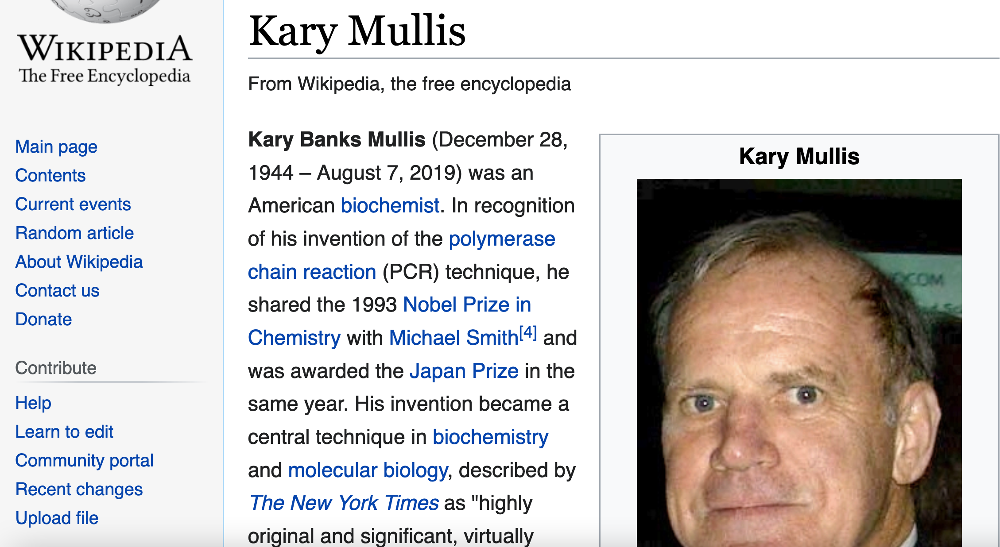 WIKIPEDIA
The Free Encyclopedia
Main page
Contents
Current events
Random article
About Wikipedia
Contact us
Donate
Contribute
Help
Learn to edit
Community portal
Recent changes
Upload file
Kary Mullis
From Wikipedia, the free encyclopedia
Kary Banks Mullis (December 28,
1944 – August 7, 2019) was an
American biochemist. In recognition
of his invention of the polymerase
chain reaction (PCR) technique, he
shared the 1993 Nobel Prize in
Chemistry with Michael Smith[4] and
was awarded the Japan Prize in the
same year. His invention became a
central technique in biochemistry
and molecular biology, described by
The New York Times as "highly
original and significant, virtually
Kary Mullis